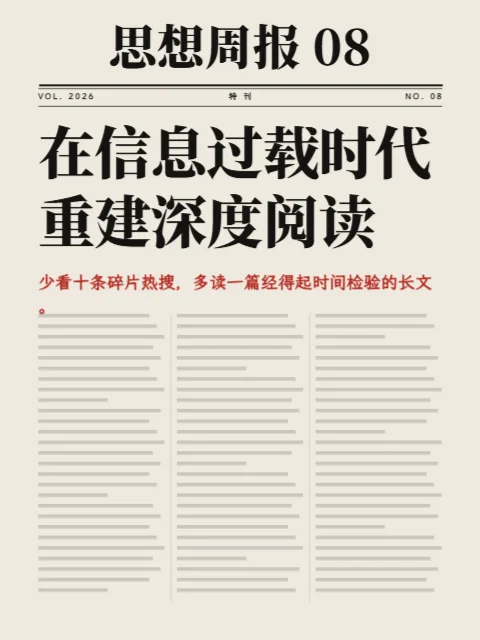 思想周报 08
VOL. 2026
特刊
NO. 08
在信息过载时代
重建深度阅读
少看十条碎片热搜，多读一篇经得起时间检验的长文
。